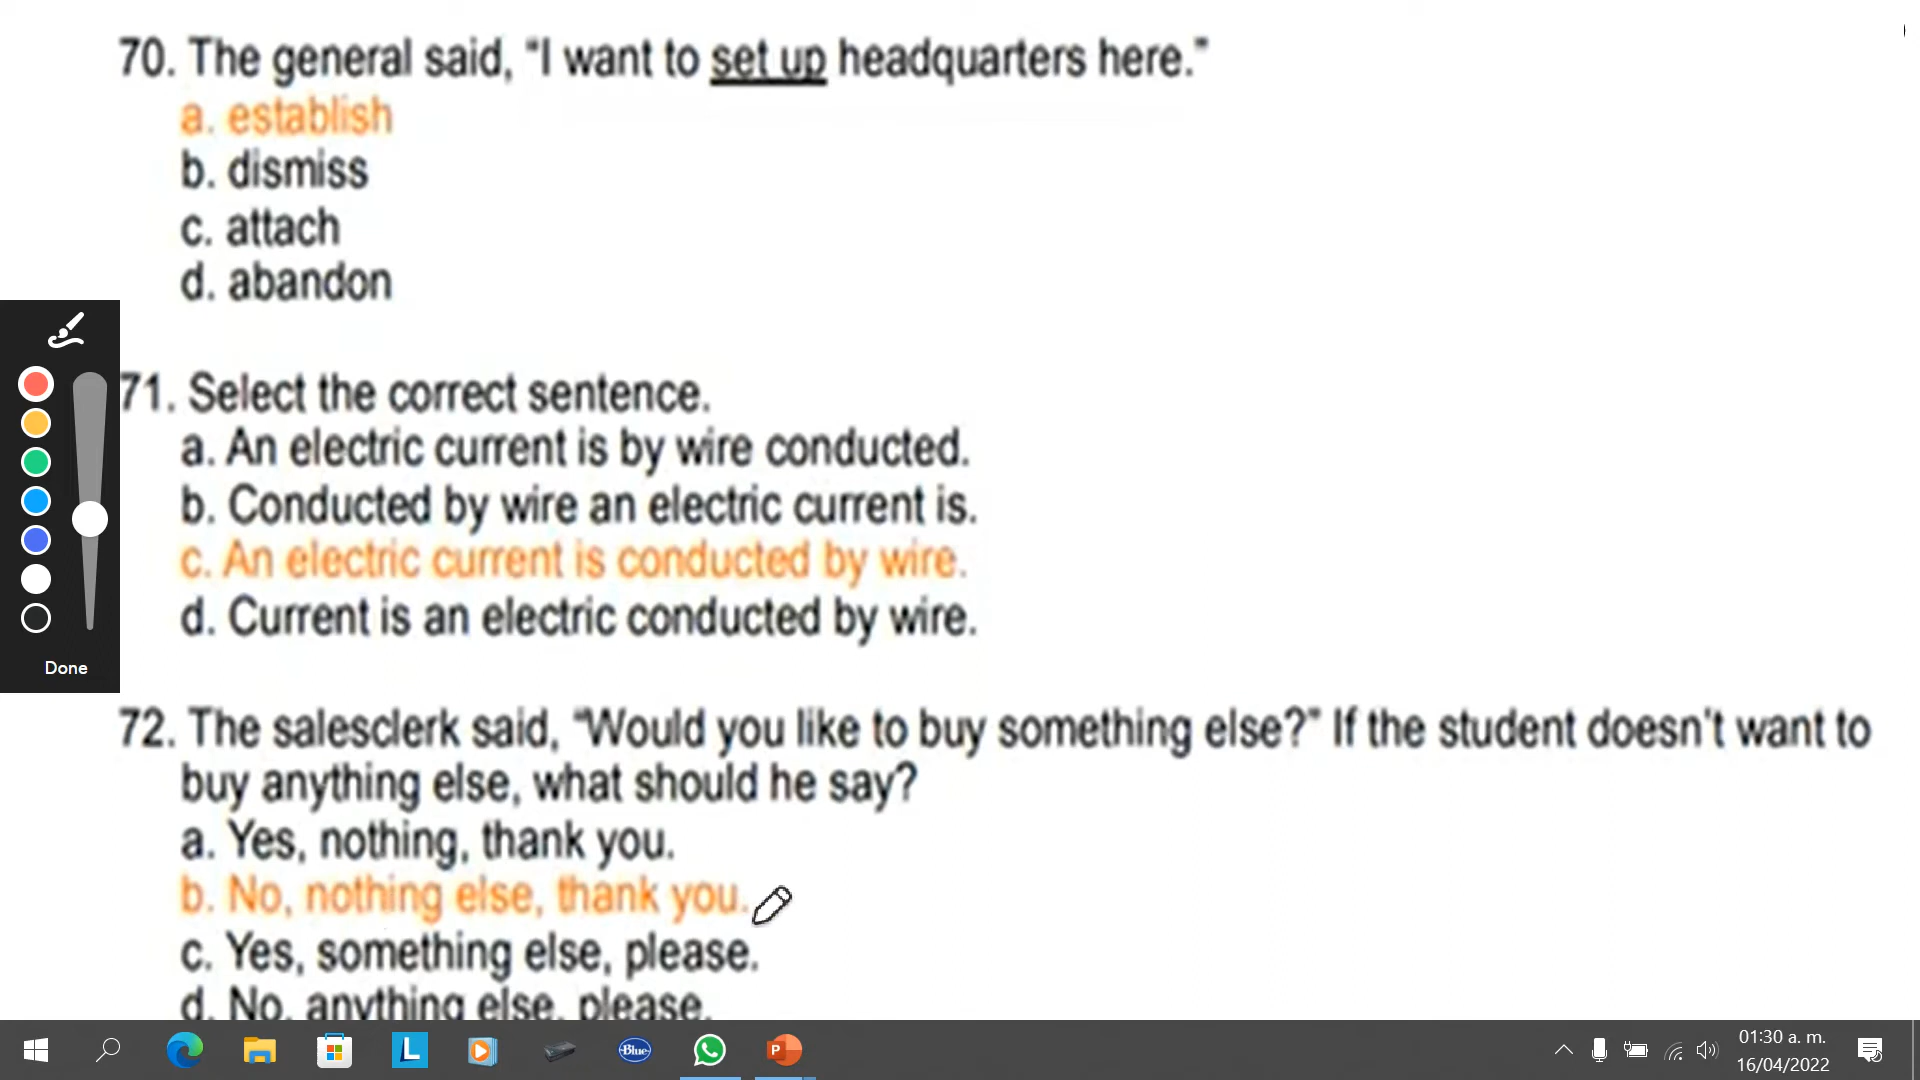 70. The general said, “I want to set up headquarters here.”
a. establish
b. dismiss
c. attach
d. abandon
71. Select the correct sentence.
a. An electric current is by wire conducted.
b. Conducted by wire an electric current is.
c. An electric current is conducted by wire.
d. Current is an electric conducted by wire.
Done
72. The salesclerk said, “Would you like to buy something else?” If the student doesn't want to
buy anything else, what should he say?
a. Yes, nothing, thank you.
b. No, nothing else, thank you.
c. Yes, something else, please.
d. No, anything else, please.
L
Blue
P
01:30 a. m.
16/04/2022